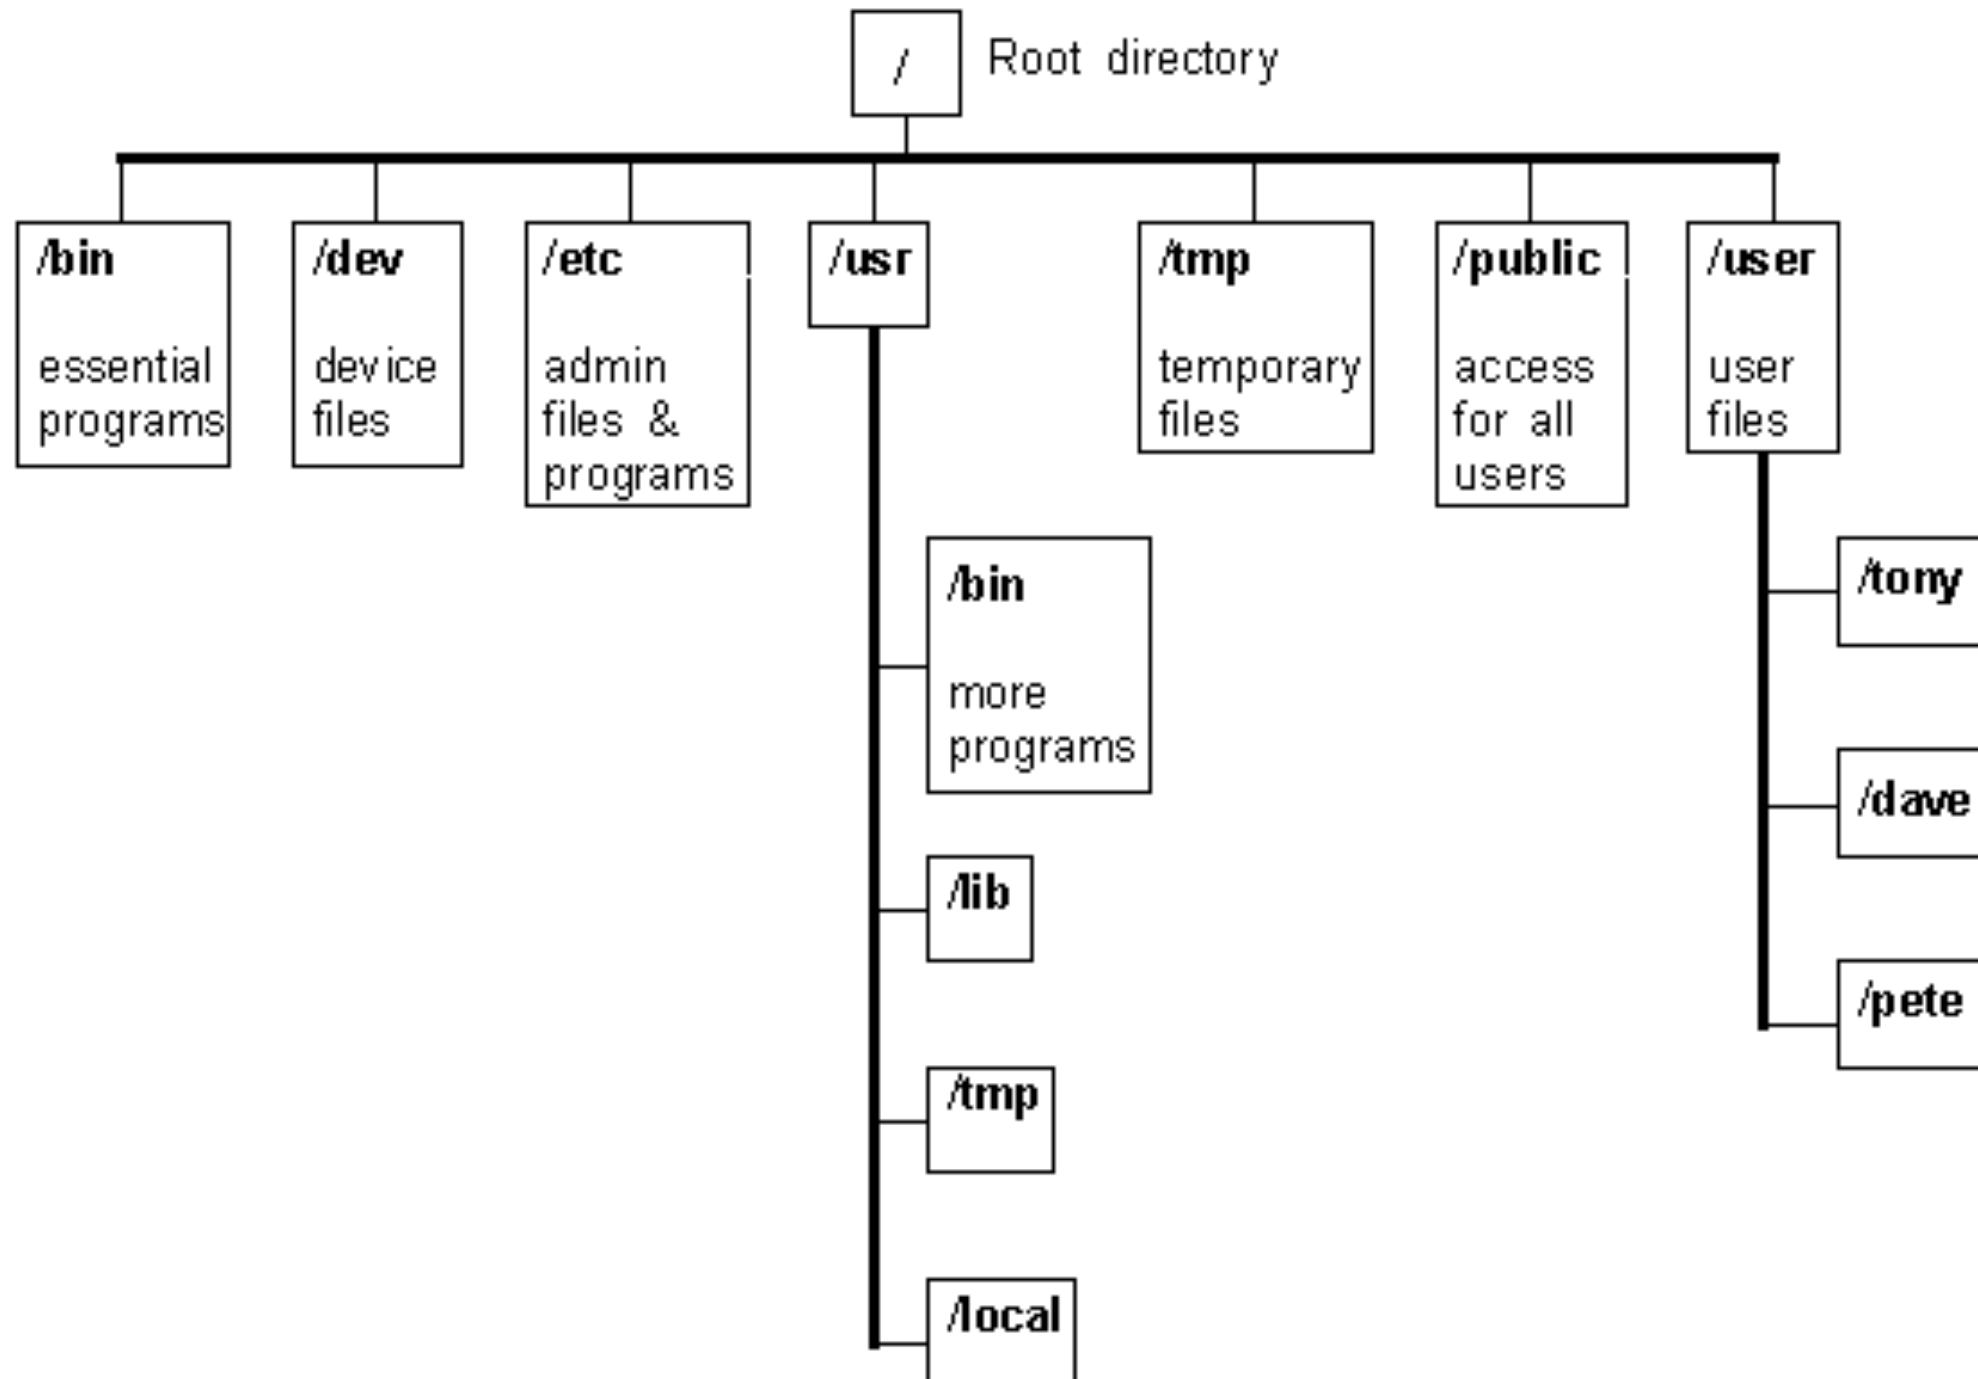 / Root directory
/bin
essential
programs
/dev
device
files
/etc
admin
files &
programs
/usr
/tmp
temporary
files
/public
access
for all
users
/user
user
files
/bin
more
programs
/lib
/tmp
/local
/tony
/dave
/pete